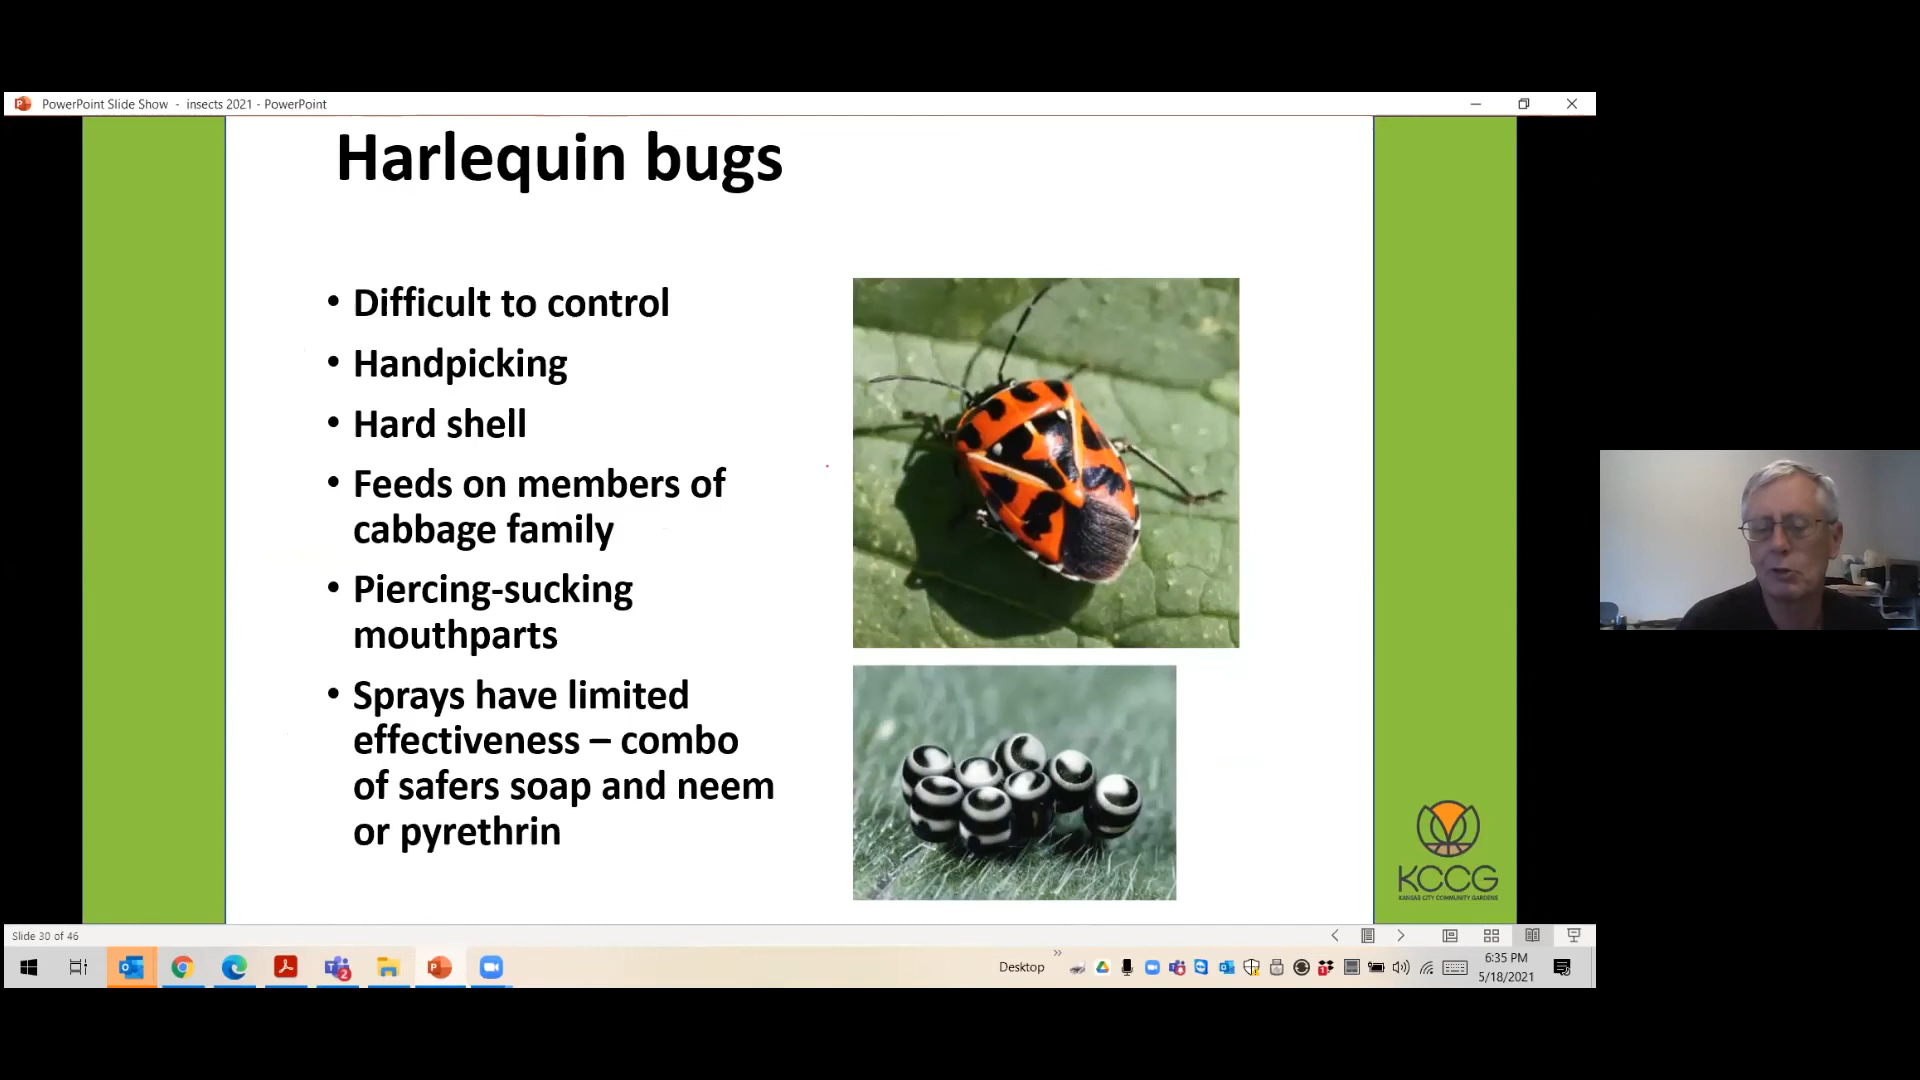 PowerPoint Slide Show - insects 2021 - PowerPoint
Harlequin bugs
• Difficult to control
• Handpicking
• Hard shell
• Feeds on members of
cabbage family
• Piercing-sucking
mouthparts
• Sprays have limited
effectiveness – combo
of safers soap and neem
or pyrethrin
KCCG
KANSAS CITY COMMUNITY GARDENS
Slide 30 of 46
Desktop
6:35 PM
5/18/2021